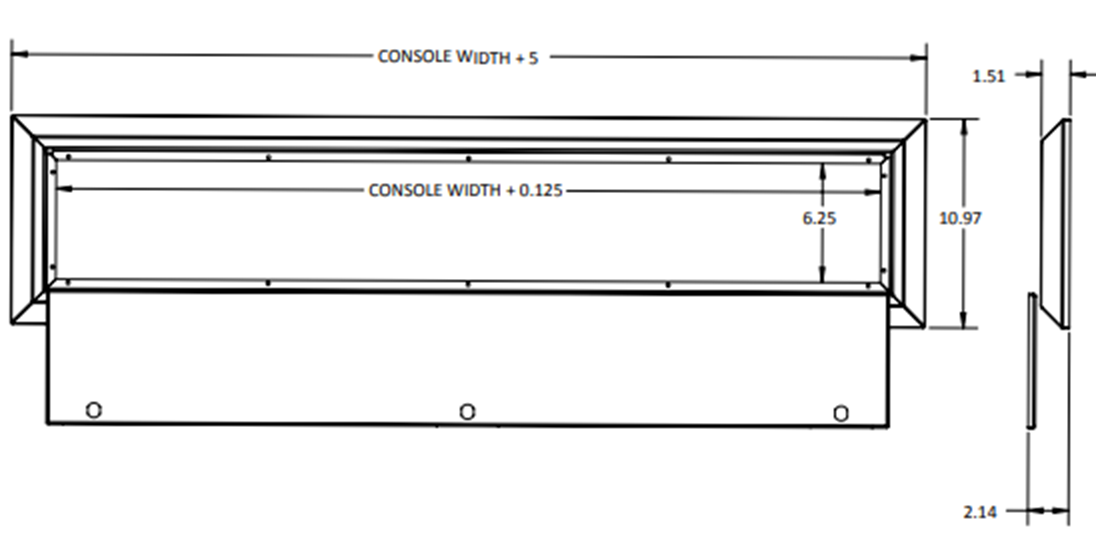 CONSOLE WIDTH + 5
1.51
CONSOLE WIDTH + 0.125
6.25
10.97
2.14